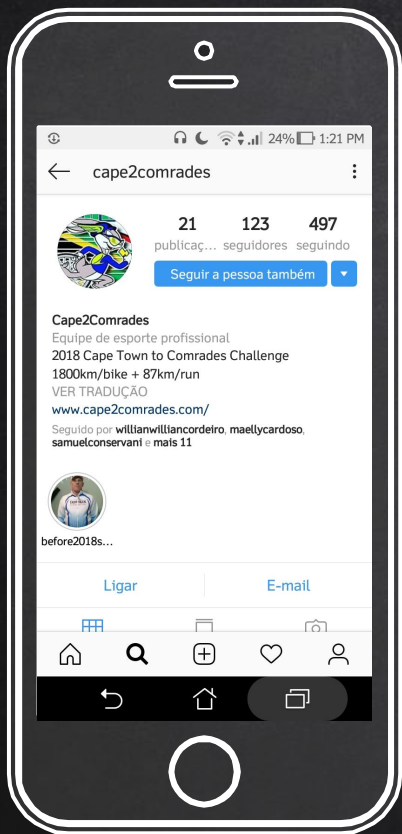 24% 1:21 PM
cape2comrades
21 123 497
publicaç... seguidores seguindo
Seguir a pessoa também
Cape2Comrades
Equipe de esporte profissional
2018 Cape Town to Comrades Challenge
1800km/bike + 87km/run
VER TRADUÇÃO
www.cape2comrades.com/
Seguido por willianwilliancordeiro, maellycardoso,
samuelconservani e mais 11
before2018s...
Ligar E-mail